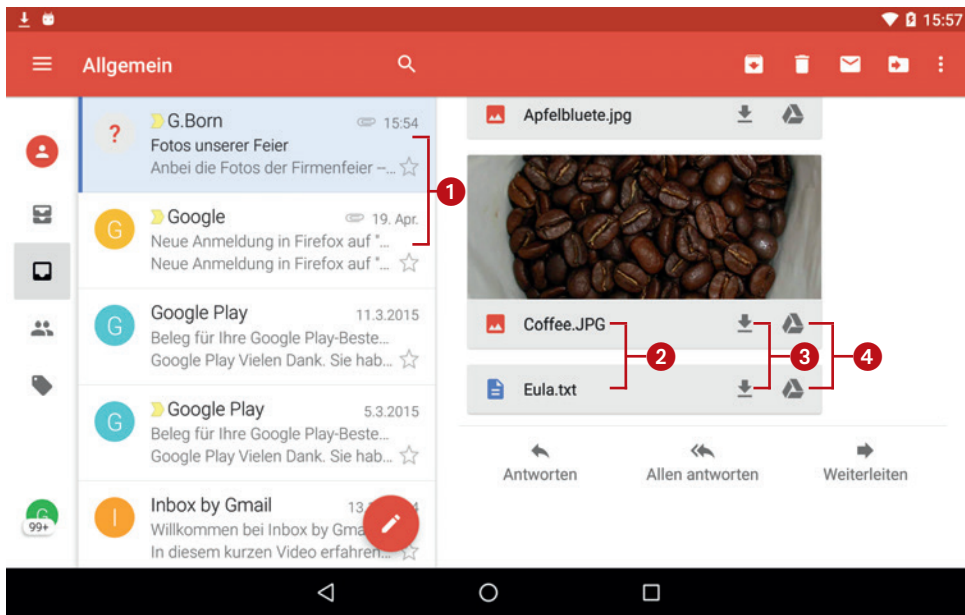 15:57
Allgemein
?
G.Born
15:54
Fotos unserer Feier
Anbei die Fotos der Firmenfeier --...
G
Google
19. Apr.
Neue Anmeldung in Firefox auf "...
Neue Anmeldung in Firefox auf "...
1
G
Google Play
11.3.2015
Beleg für Ihre Google Play-Beste...
Google Play Vielen Dank. Sie hab...
G
Google Play
5.3.2015
Beleg für Ihre Google Play-Beste...
Google Play Vielen Dank. Sie hab...
G
99+
I
Inbox by Gmail
Willkommen bei Inbox by
In diesem kurzen Video erfahren...
Apfelbluete.jpg
Coffee.JPG
2
3
4
Eula.txt
Antworten
Allen antworten
Weiterleiten